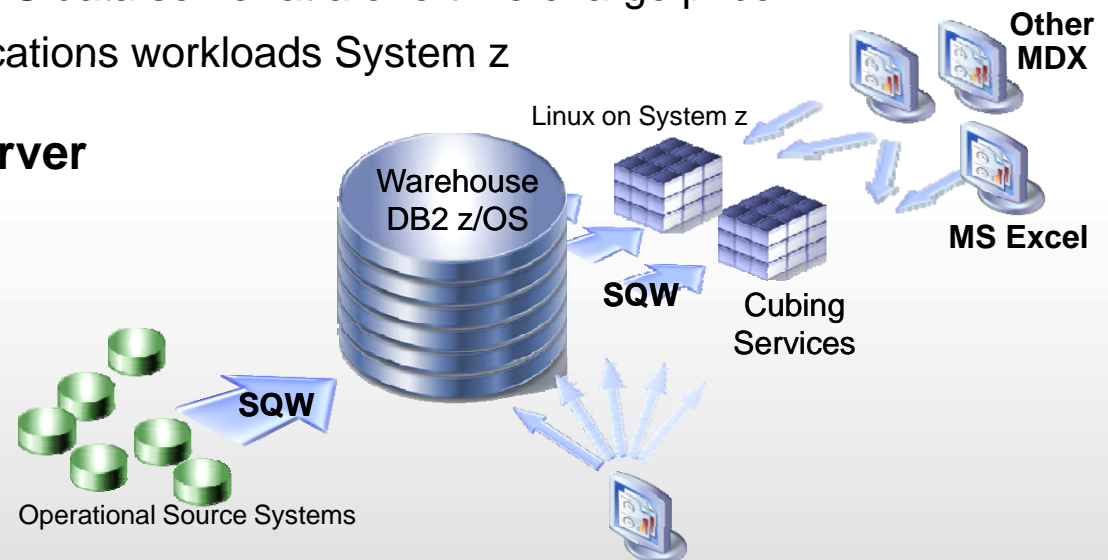 cations workloads System z
rver
Other
MDX
Linux on System z
Warehouse
DB2 z/OS
MS Excel
SQW
Cubing
Services
SQW
Operational Source Systems